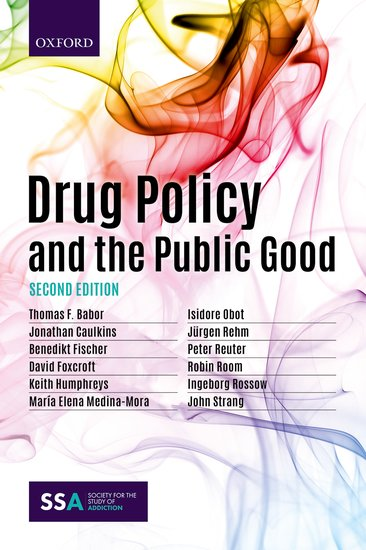 OXFORD
Drug Policy
and the Public Good
SECOND EDITION
Thomas F. Babor
Jonathan Caulkins
Benedikt Fischer
David Foxcroft
Keith Humphreys
María Elena Medina-Mora
Isidore Obot
Jürgen Rehm
Peter Reuter
Robin Room
Ingeborg Rossow
John Strang
SSA
SOCIETY FOR THE
STUDY OF
ADDICTION